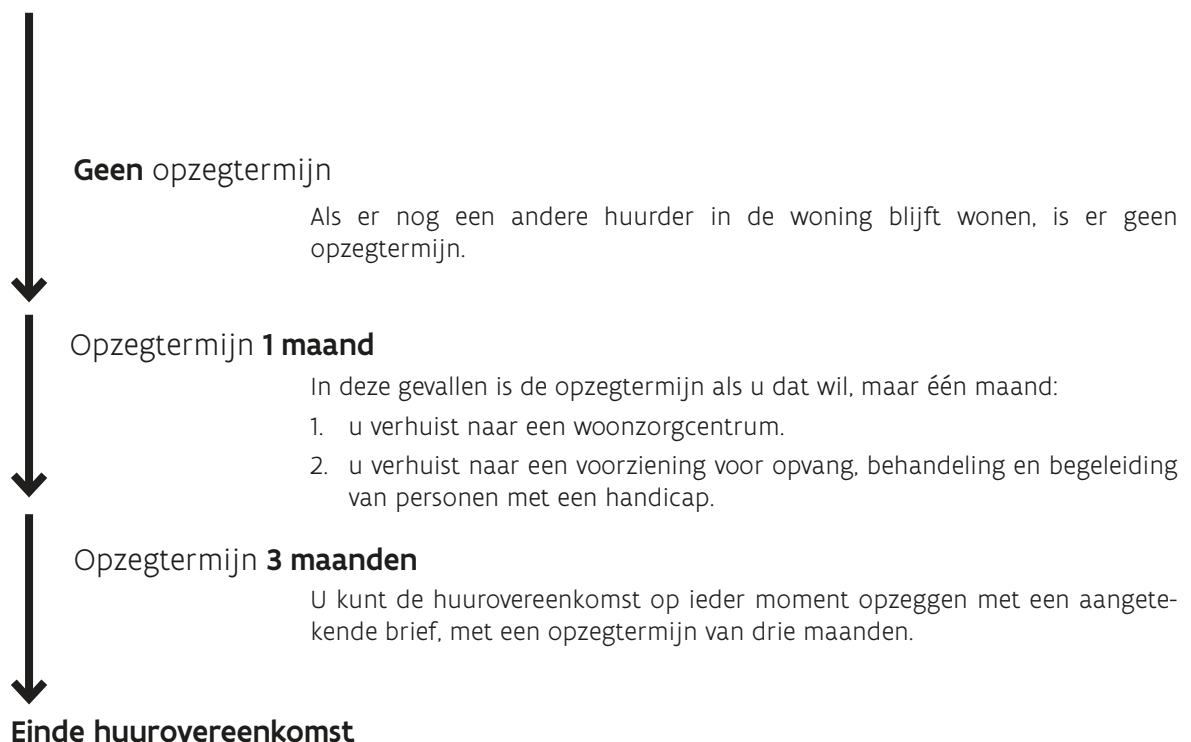 Geen opzegtermijn
Als er nog een andere huurder in de woning blijft wonen, is er geen
opzegtermijn.
Opzegtermijn 1 maand
In deze gevallen is de opzegtermijn als u dat wil, maar één maand:
1. u verhuist naar een woonzorgcentrum.
2. u verhuist naar een voorziening voor opvang, behandeling en begeleiding
van personen met een handicap.
Opzegtermijn 3 maanden
U kunt de huurovereenkomst op ieder moment opzeggen met een aangete-
kende brief, met een opzegtermijn van drie maanden.
Einde huurovereenkomst